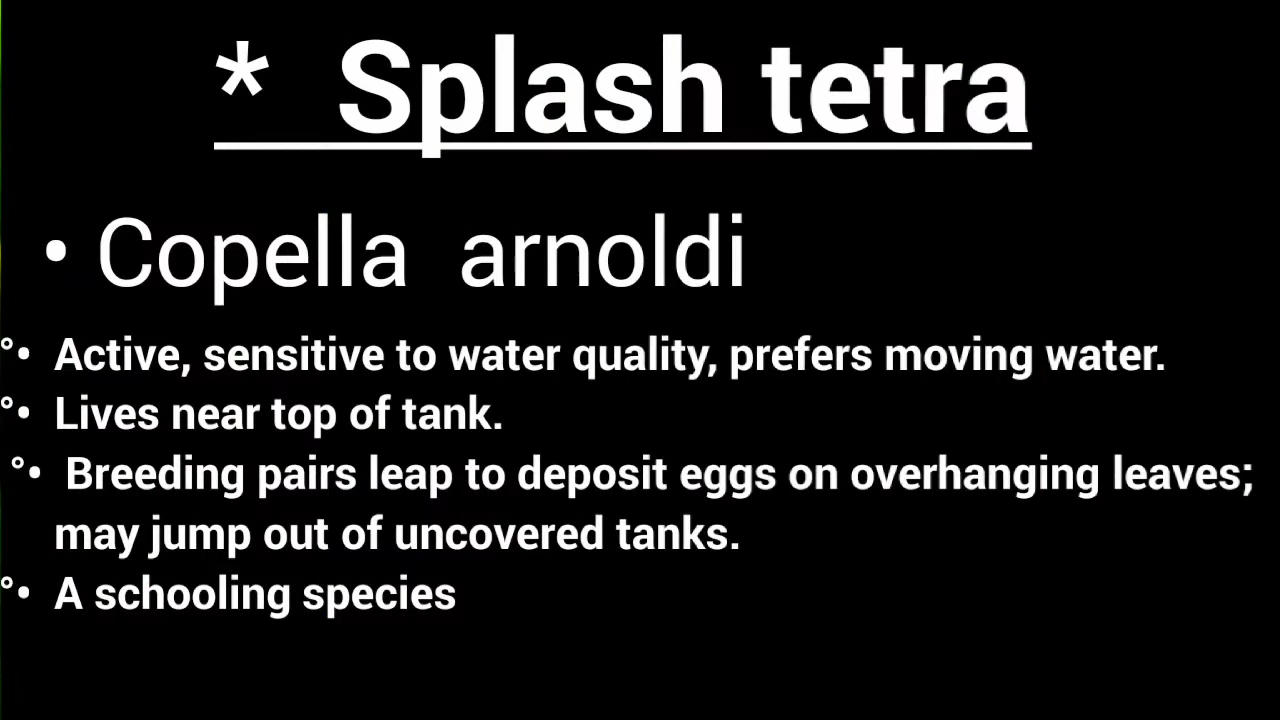 * Splash tetra
• Copella arnoldi
°• Active, sensitive to water quality, prefers moving water.
°• Lives near top of tank.
°• Breeding pairs leap to deposit eggs on overhanging leaves;
may jump out of uncovered tanks.
°• A schooling species